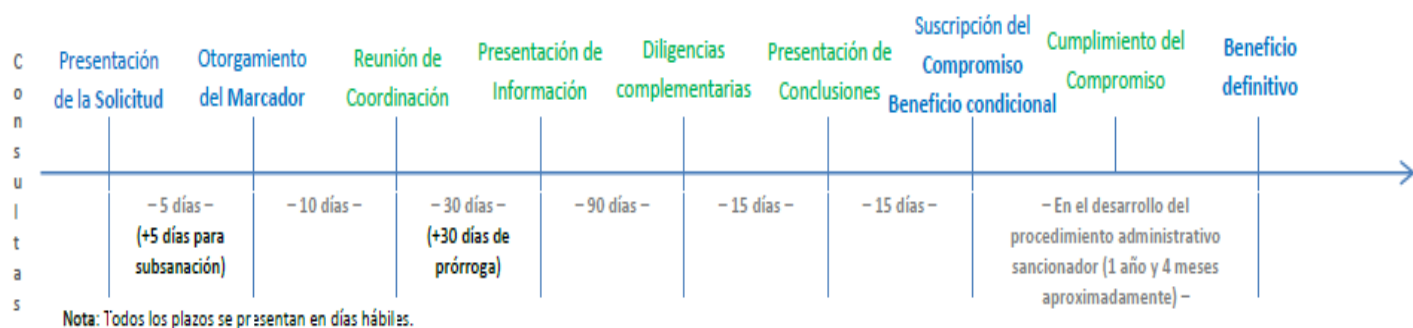 Consultas
Presentación
de la Solicitud
Otorgamiento
del Marcador
Reunión de
Coordinación
Presentación de
Información
Diligencias
complementarias
Presentación de
Conclusiones
Suscripción del
Compromiso
Beneficio condicional
Cumplimiento del
Compromiso
Beneficio
definitivo
– 5 días –
(+5 días para
subsanación)
– 10 días –
– 30 días –
(+30 días de
prórroga)
– 90 días –
– 15 días –
– 15 días –
– En el desarrollo del
procedimiento administrativo
sancionador (1 año y 4 meses
aproximadamente) –
Nota: Todos los plazos se presentan en días hábiles.